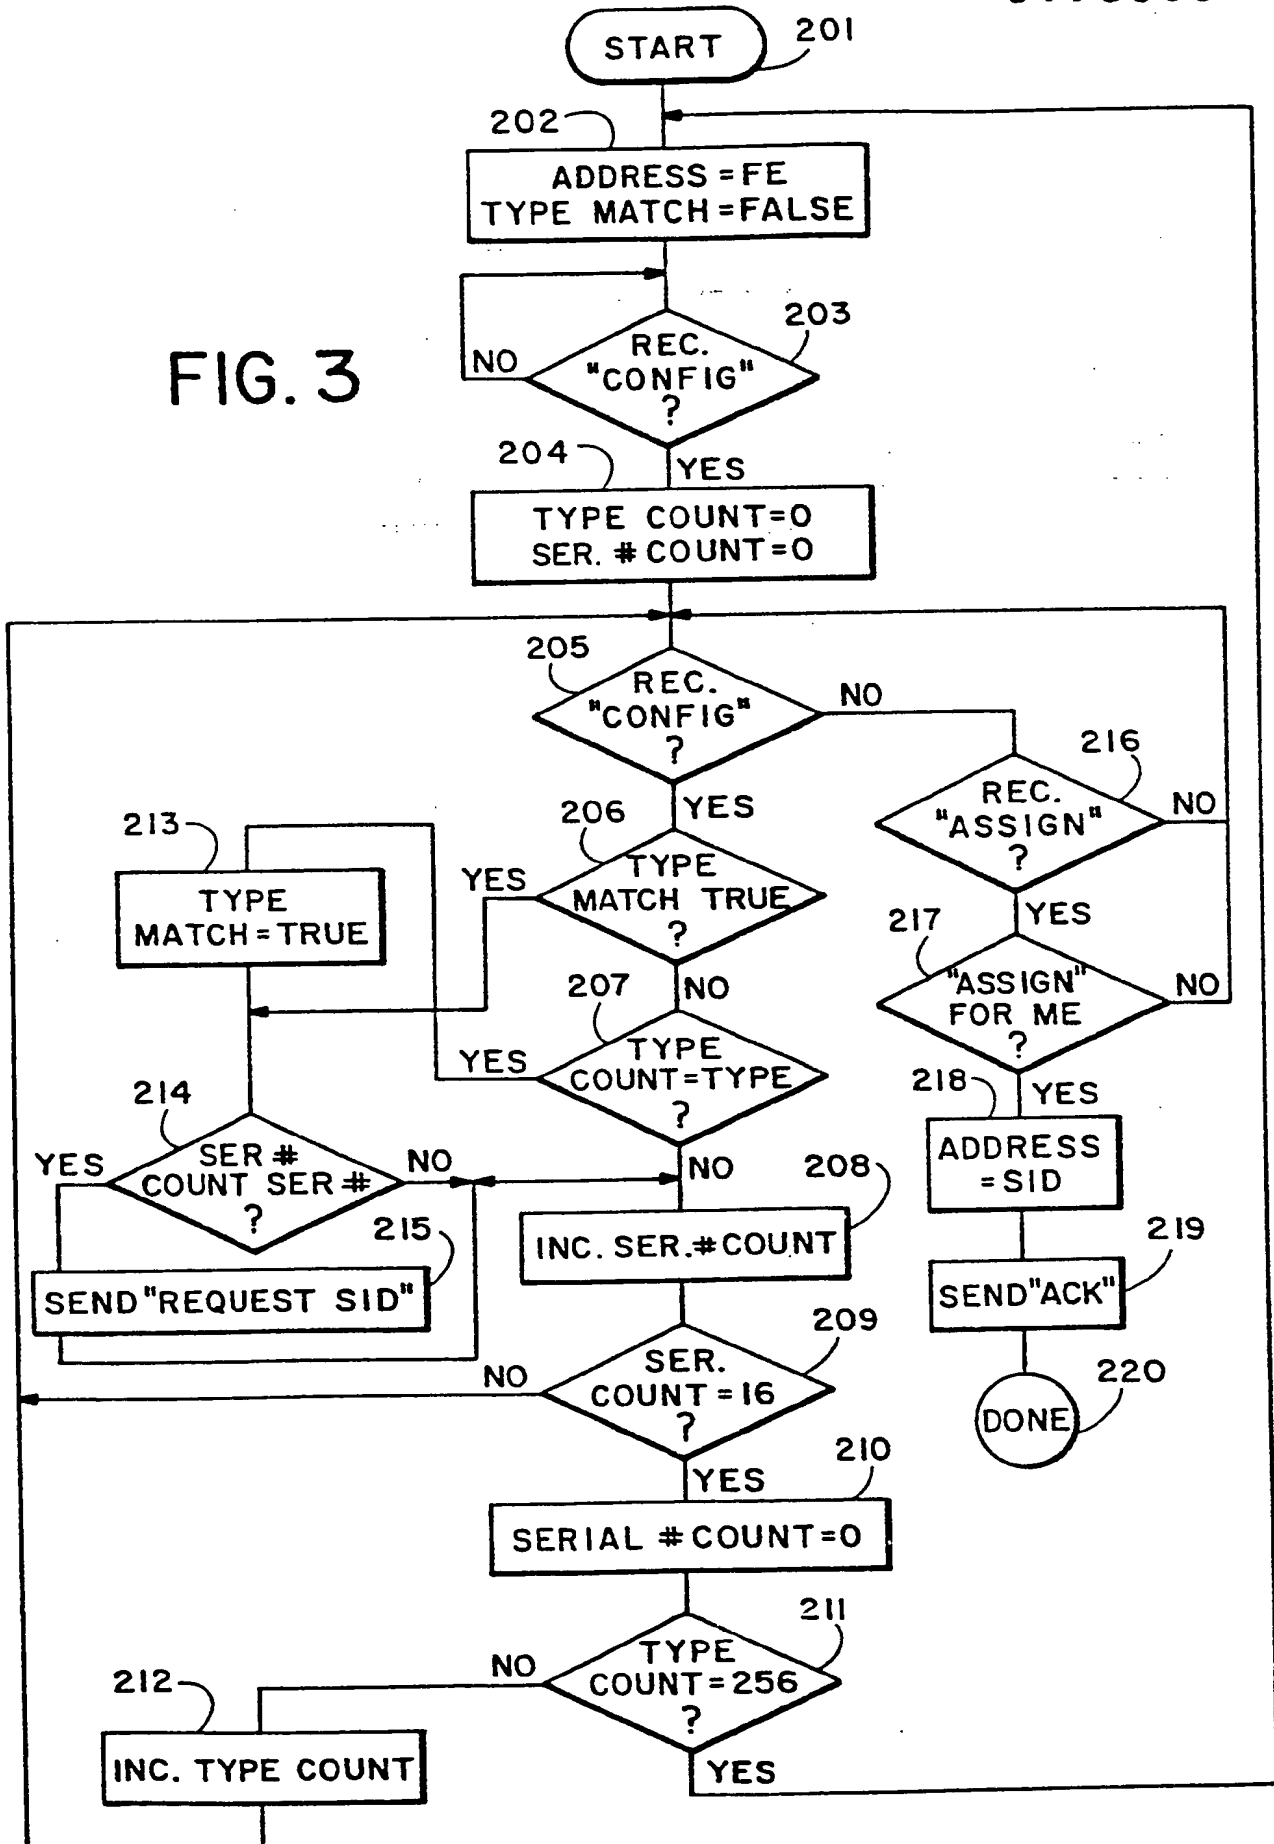 START
201
202
ADDRESS = FE
TYPE MATCH = FALSE
FIG. 3
203
REC.
"CONFIG"
?
NO
YES
204
TYPE COUNT=0
SER. # COUNT=0
205
REC.
"CONFIG"
?
NO
YES
216
REC.
"ASSIGN"
?
NO
YES
213
TYPE
MATCH=TRUE
206
TYPE
MATCH TRUE
?
YES
NO
217
"ASSIGN"
FOR ME
?
NO
YES
207
TYPE
COUNT=TYPE
?
YES
NO
214
SER #
COUNT SER #
?
YES
NO
218
ADDRESS
= SID
208
INC. SER.# COUNT
215
SEND "REQUEST SID"
219
SEND "ACK"
209
SER.
COUNT = 16
?
NO
YES
220
DONE
210
SERIAL # COUNT=0
211
TYPE
COUNT=256
?
NO
YES
212
INC. TYPE COUNT